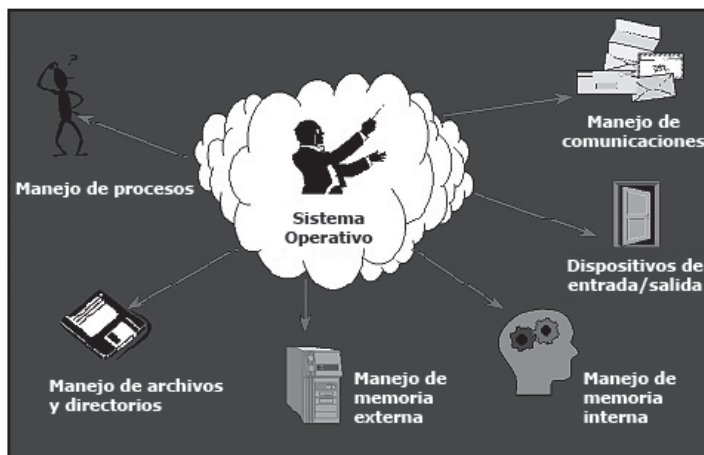 ?
Manejo de
comunicaciones
Manejo de procesos
Sistema
Operativo
Dispositivos de
entrada/salida
Manejo de archivos
y directorios
Manejo de
memoria
externa
Manejo de
memoria
interna